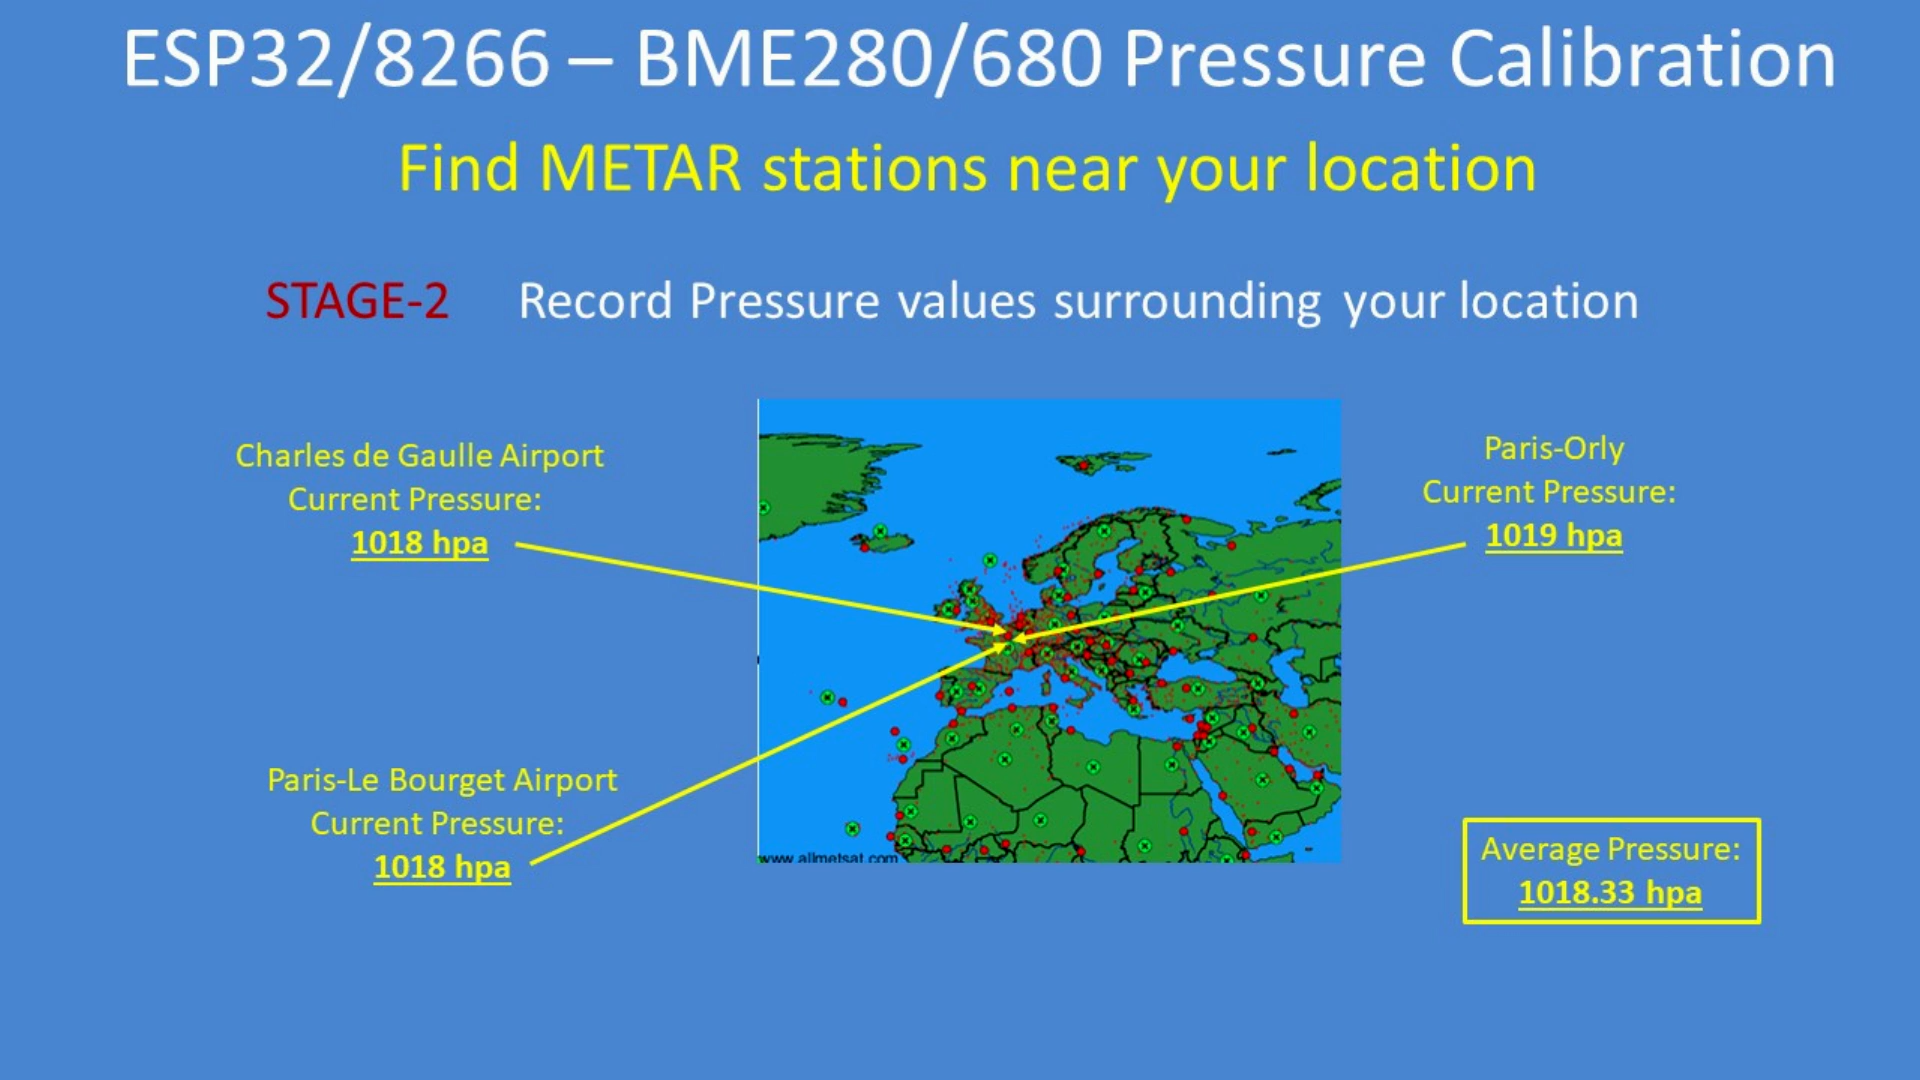 ESP32/8266 – BME280/680 Pressure Calibration
Find METAR stations near your location
STAGE-2 Record Pressure values surrounding your location
Charles de Gaulle Airport
Current Pressure:
1018 hpa
Paris-Orly
Current Pressure:
1019 hpa
Paris-Le Bourget Airport
Current Pressure:
1018 hpa
www.allmetsat.com
Average Pressure:
1018.33 hpa